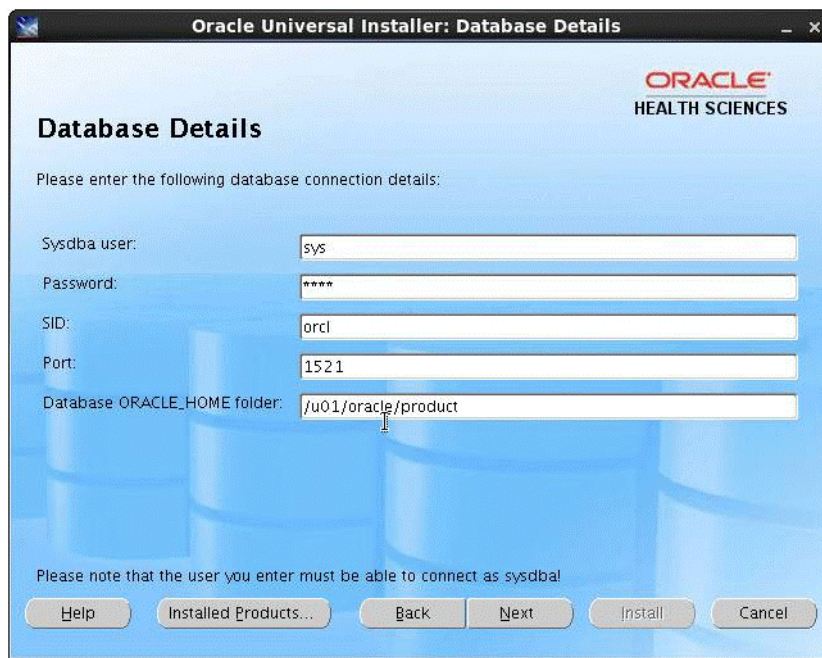 Oracle Universal Installer: Database Details
ORACLE
HEALTH SCIENCES
Database Details
Please enter the following database connection details:
Sysdba user: sys
Password: ****
SID: orcl
Port: 1521
Database ORACLE_HOME folder: /u01/oracle/product
Please note that the user you enter must be able to connect as sysdba!
Help Installed Products... Back Next Install Cancel